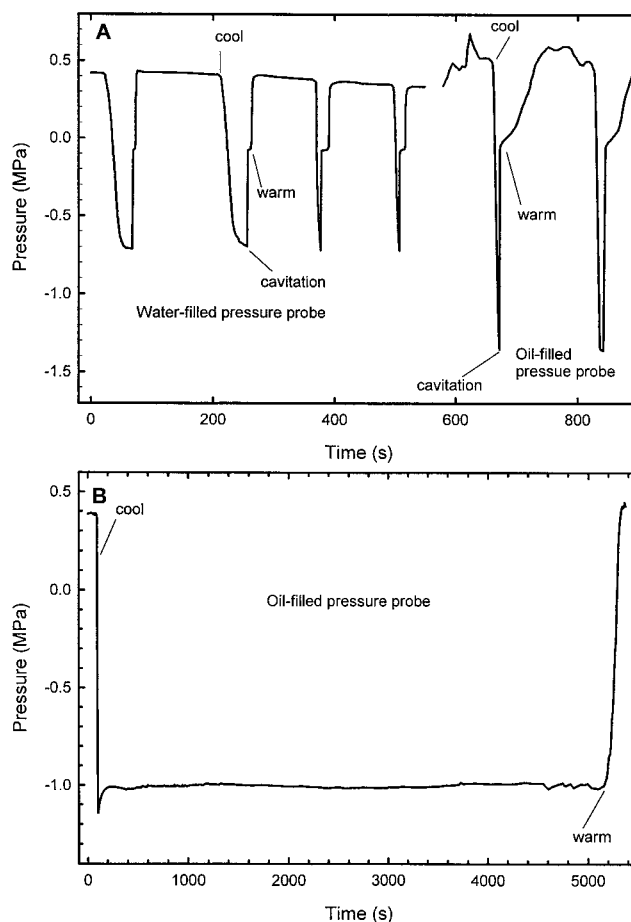 A
cool
cool
0.5
0.0
-0.5
-1.0
-1.5
Pressure (MPa)
warm
warm
cavitation
Water-filled pressure probe
Oil-filled
pressue probe
cavitation
0
200
400
600
800
Time (s)
B
cool
0.5
0.0
-0.5
-1.0
Pressure (MPa)
Oil-filled pressure probe
warm
0
1000
2000
3000
4000
5000
Time (s)